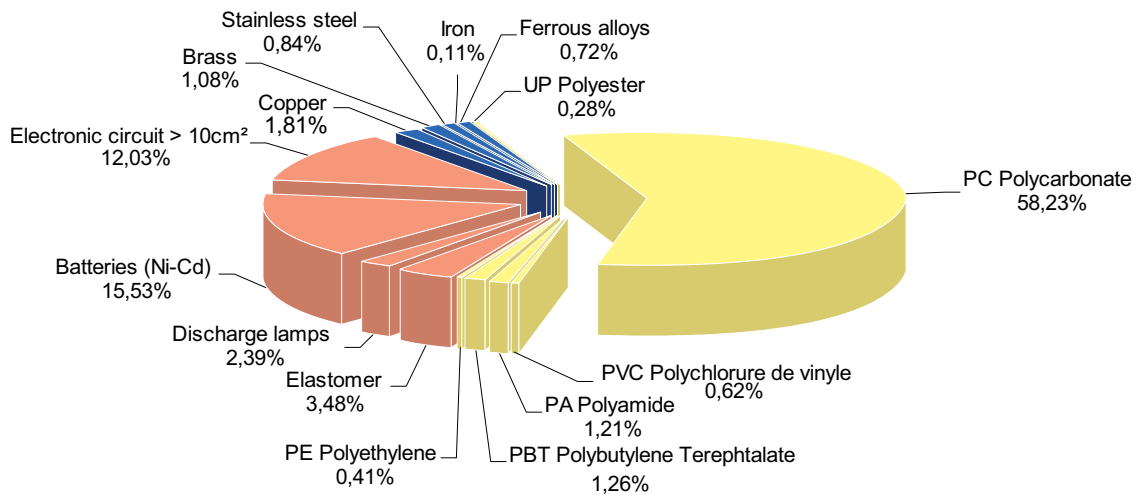 Stainless steel
0,84%
Iron
0,11%
Ferrous alloys
0,72%
Brass
1,08%
UP Polyester
0,28%
Copper
1,81%
Electronic circuit > 10cm²
12,03%
PC Polycarbonate
58,23%
Batteries (Ni-Cd)
15,53%
Discharge lamps
2,39%
Elastomer
3,48%
PVC Polychlorure de vinyle
0,62%
PA Polyamide
1,21%
PE Polyethylene
0,41%
PBT Polybutylene Terephtalate
1,26%